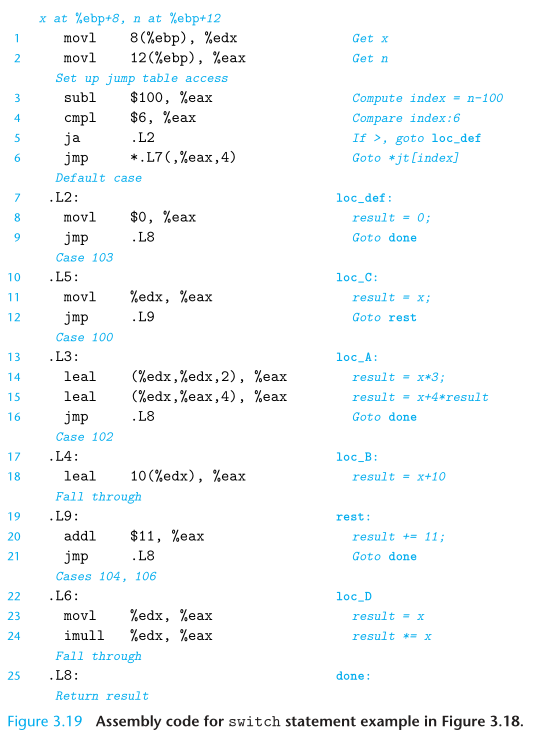 x at %ebp+8, n at %ebp+12
1 movl 8(%ebp), %edx Get x
2 movl 12(%ebp), %eax Get n
Set up jump table access
3 subl $100, %eax Compute index = n-100
4 cmpl $6, %eax Compare index:6
5 ja .L2 If >, goto loc_def
6 jmp *.L7(,%eax,4) Goto *jt[index]
Default case
7 .L2: loc_def:
8 movl $0, %eax result = 0;
9 jmp .L8 Goto done
Case 103
10 .L5: loc_C:
11 movl %edx, %eax result = x;
12 jmp .L9 Goto rest
Case 100
13 .L3: loc_A:
14 leal (%edx,%edx,2), %eax result = x*3;
15 leal (%edx,%eax,4), %eax result = x+4*result
16 jmp .L8 Goto done
Case 102
17 .L4: loc_B:
18 leal 10(%edx), %eax result = x+10
Fall through
19 .L9: rest:
20 addl $11, %eax result += 11;
21 jmp .L8 Goto done
Cases 104, 106
22 .L6: loc_D
23 movl %edx, %eax result = x
24 imull %edx, %eax result *= x
Fall through
25 .L8: done:
Return result
Figure 3.19 Assembly code for switch statement example in Figure 3.18.